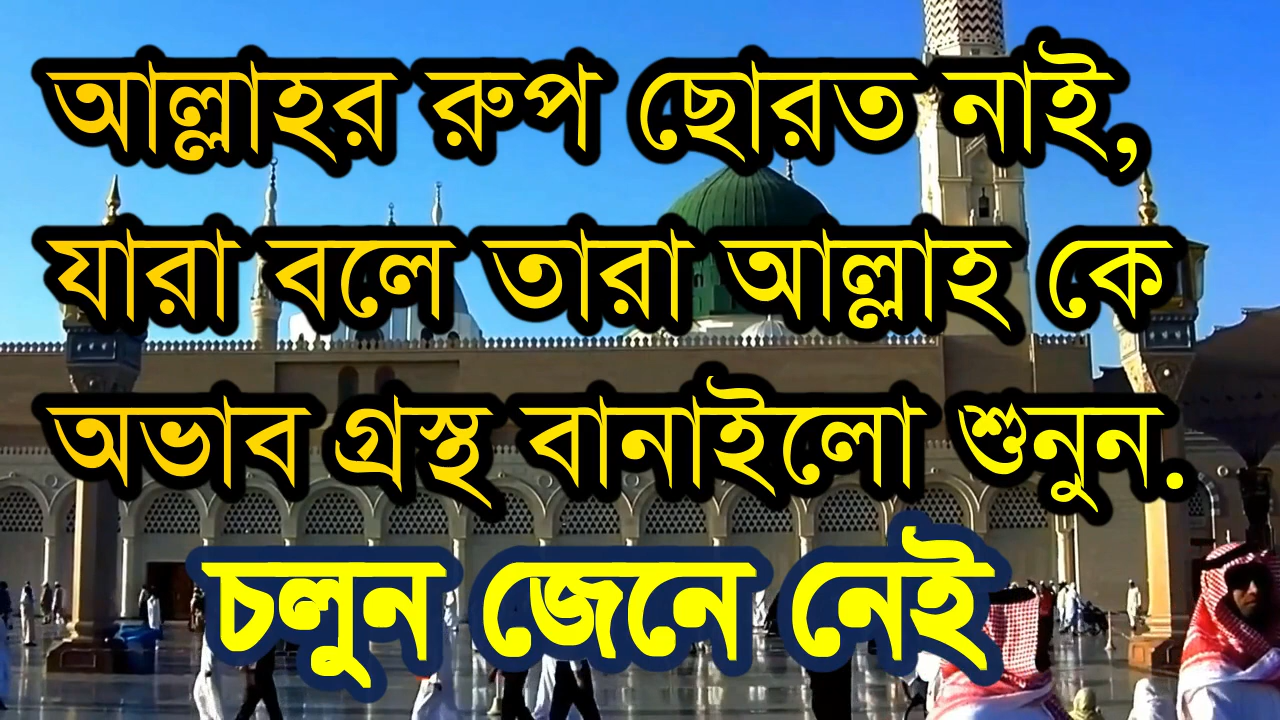 আল্লাহর রুপ ছোরত নাই,
যারা বলে তারা আল্লাহ কে
অভাব গ্রস্থ বানাইলো শুনুন.
চলুন জেনে নেই